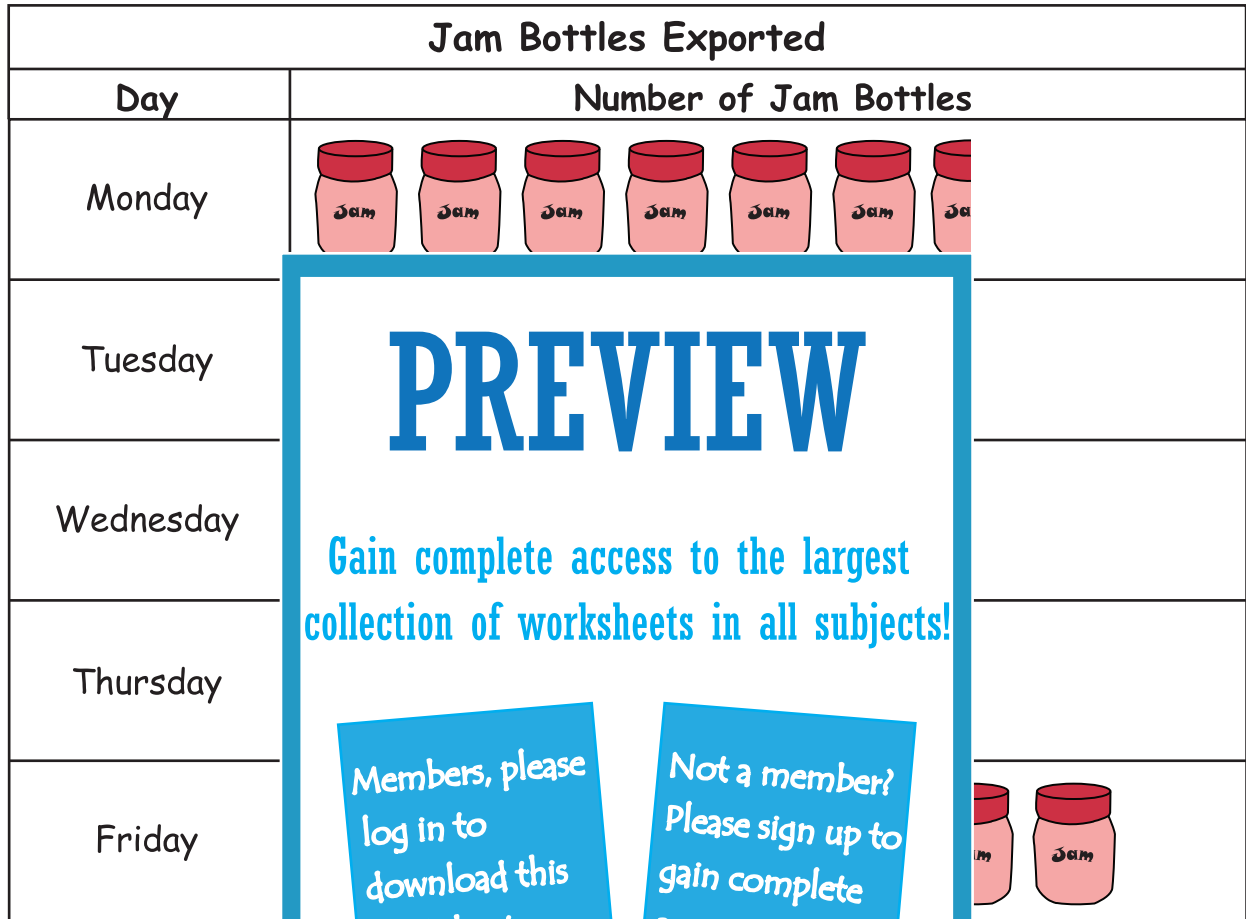 Jam Bottles Exported
Day Number of Jam Bottles
Monday
Jam Jam Jam Jam Jam Jam Ja
Tuesday
PREVIEW
Wednesday
Gain complete access to the largest
collection of worksheets in all subjects!
Thursday
Members, please
log in to
download this
Not a member?
Please sign up to
gain complete
Friday
Jam